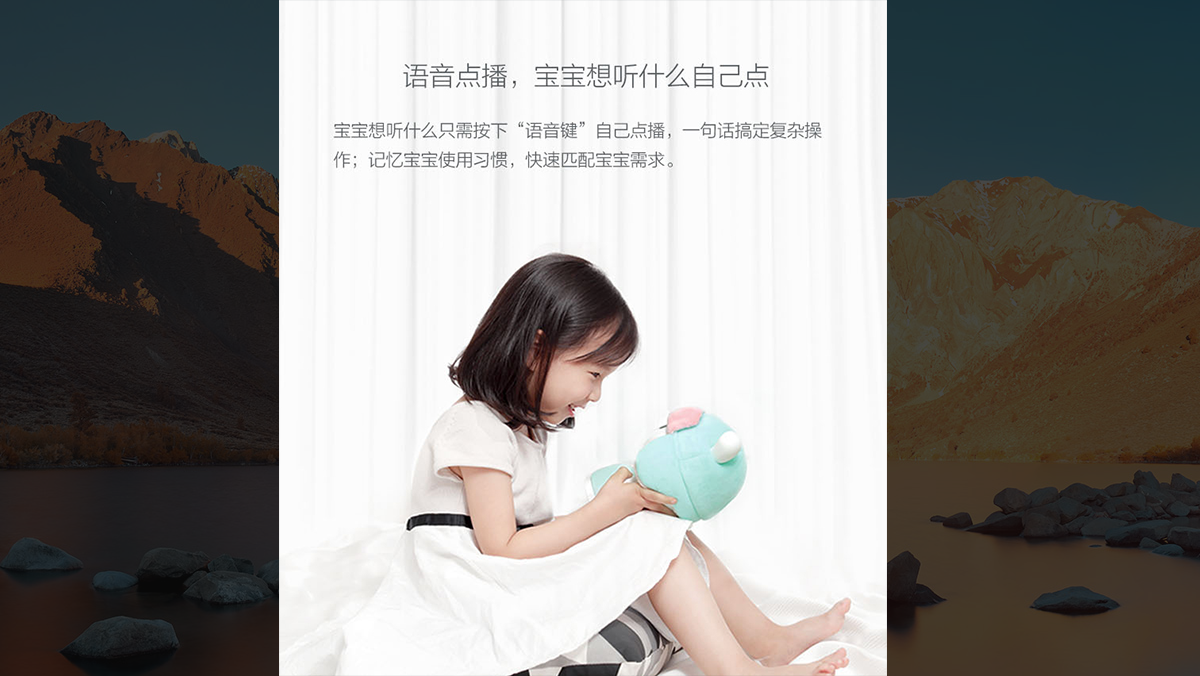 语音点播，宝宝想听什么自己点
宝宝想听什么只需按下“语音键”自己点播，一句话搞定复杂操
作；记忆宝宝使用习惯，快速匹配宝宝需求。